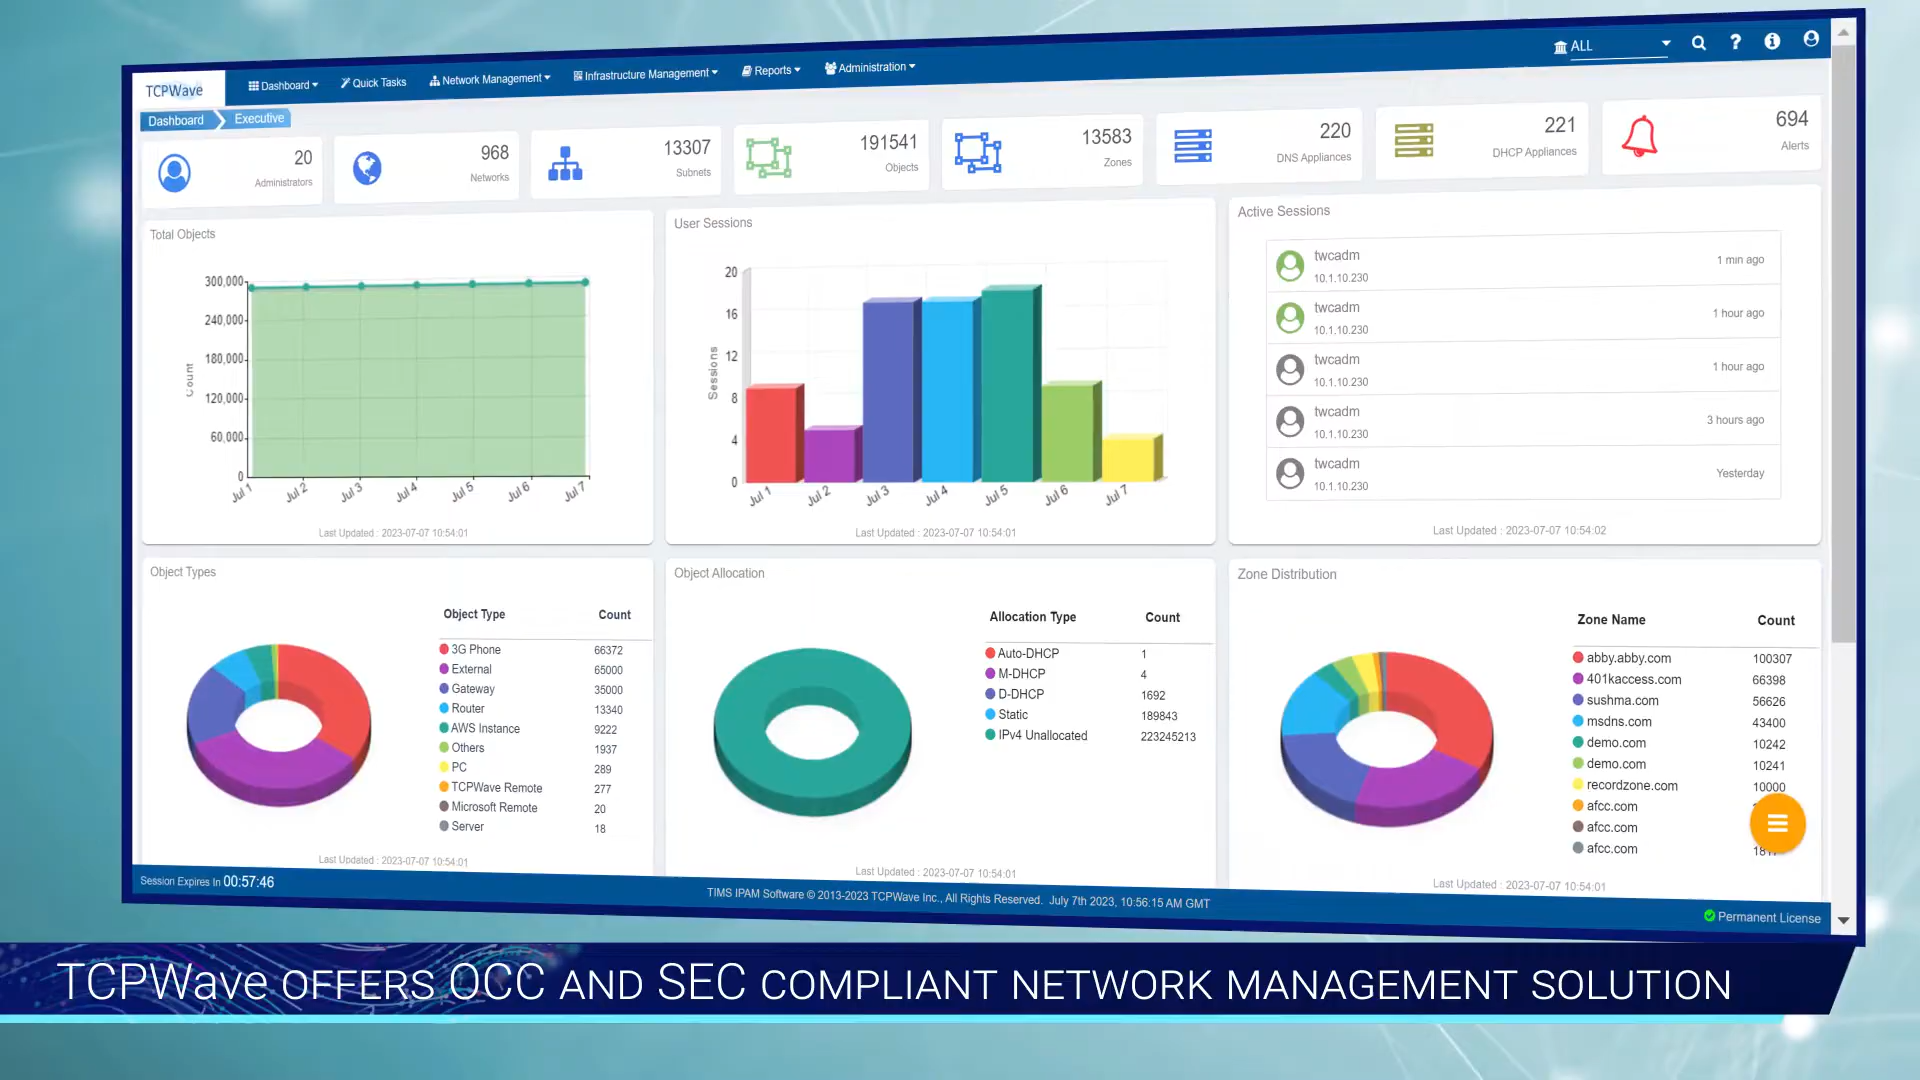 TCPWave
Dashboard
Quick Tasks
Network Management
Infrastructure Management
Reports
Administration
ALL
Dashboard
Executive
20
Administrators
968
Networks
13307
Subnets
191541
Objects
13583
Zones
220
DNS Appliances
221
DHCP Appliances
694
Alerts
Total Objects
300,000
240,000
180,000
120,000
60,000
0
Count
Jul 1
Jul 2
Jul 3
Jul 4
Jul 5
Jul 6
Jul 7
Last Updated : 2023-07-07 10:54:01
User Sessions
20
16
12
8
4
0
Sessions
Jul 1
Jul 2
Jul 3
Jul 4
Jul 5
Jul 6
Jul 7
Last Updated : 2023-07-07 10:54:01
Active Sessions
twcadm
10.1.10.230
1 min ago
twcadm
10.1.10.230
1 hour ago
twcadm
10.1.10.230
1 hour ago
twcadm
10.1.10.230
3 hours ago
twcadm
10.1.10.230
Yesterday
Last Updated : 2023-07-07 10:54:02
Object Types
Object Type Count
3G Phone 66372
External 65000
Gateway 35000
Router 13340
AWS Instance 9222
Others 1937
PC 289
TCPWave Remote 277
Microsoft Remote 20
Server 18
Last Updated : 2023-07-07 10:54:01
Object Allocation
Allocation Type Count
Auto-DHCP 1
M-DHCP 4
D-DHCP 1692
Static 189843
IPv4 Unallocated 223245213
Last Updated : 2023-07-07 10:54:01
Zone Distribution
Zone Name Count
abby.abby.com 100307
401kaccess.com 66398
sushma.com 56626
msdns.com 43400
demo.com 10242
demo.com 10241
recordzone.com 10000
afcc.com
afcc.com
afcc.com
Last Updated : 2023-07-07 10:54:01
Session Expires In 00:57:46
TIMS IPAM Software © 2013-2023 TCPWave Inc., All Rights Reserved. July 7th 2023, 10:56:15 AM GMT
Permanent License
TCPWave OFFERS OCC AND SEC COMPLIANT NETWORK MANAGEMENT SOLUTION